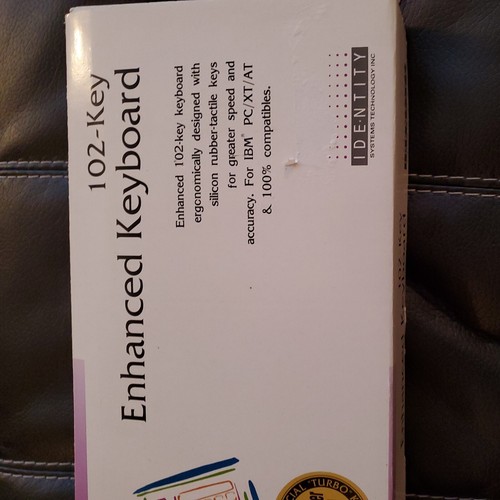 102-Key
Enhanced Keyboard
Enhanced 102-key keyboard
ergonomically designed with
silicon rubber-tactile keys
for greater speed and
accuracy. For IBM® PC/XT/AT
& 100% compatibles.
IDENTITY
SYSTEMS TECHNOLOGY INC
"TURBO